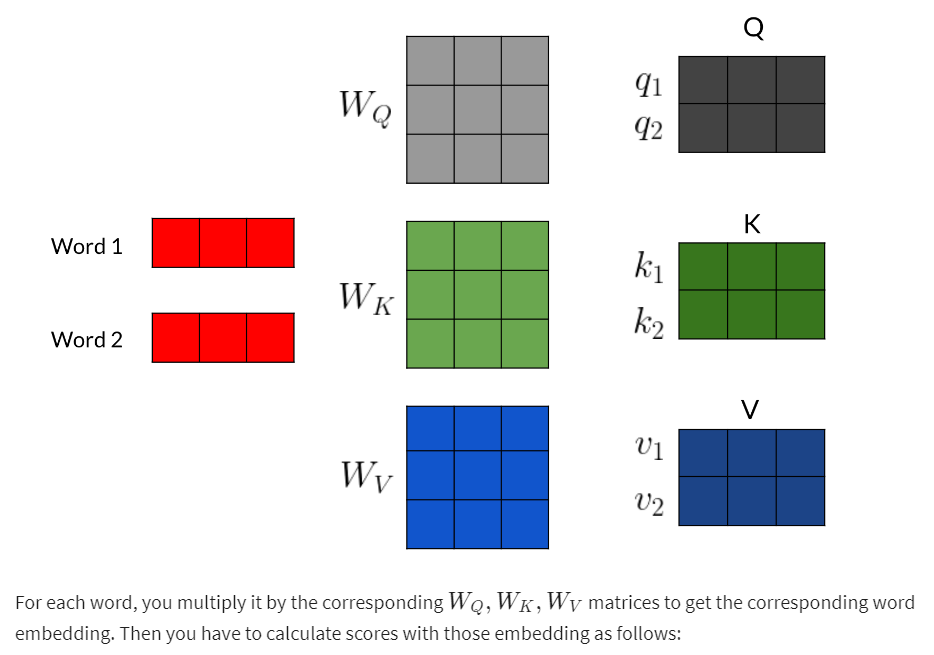 Q
W_Q
q_1
q_2
K
Word 1
k_1
W_K
k_2
Word 2
V
v_1
W_V
v_2
For each word, you multiply it by the corresponding W_Q, W_K, W_V matrices to get the corresponding word
embedding. Then you have to calculate scores with those embedding as follows: